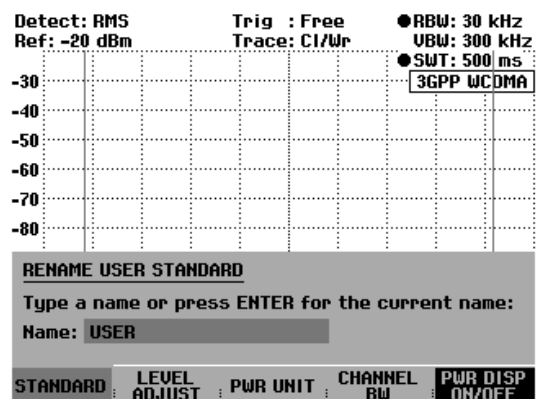 Detect: RMS Trig : Free ●RBW: 30 kHz
Ref: -20 dBm Trace: Cl/Wr VBW: 300 kHz
●SWT: 500 ms
3GPP WCDMA
-30
-40
-50
-60
-70
-80
RENAME USER STANDARD
Type a name or press ENTER for the current name:
Name: USER
STANDARD LEVEL ADJUST PWR UNIT CHANNEL BW PWR DISP ON/OFF